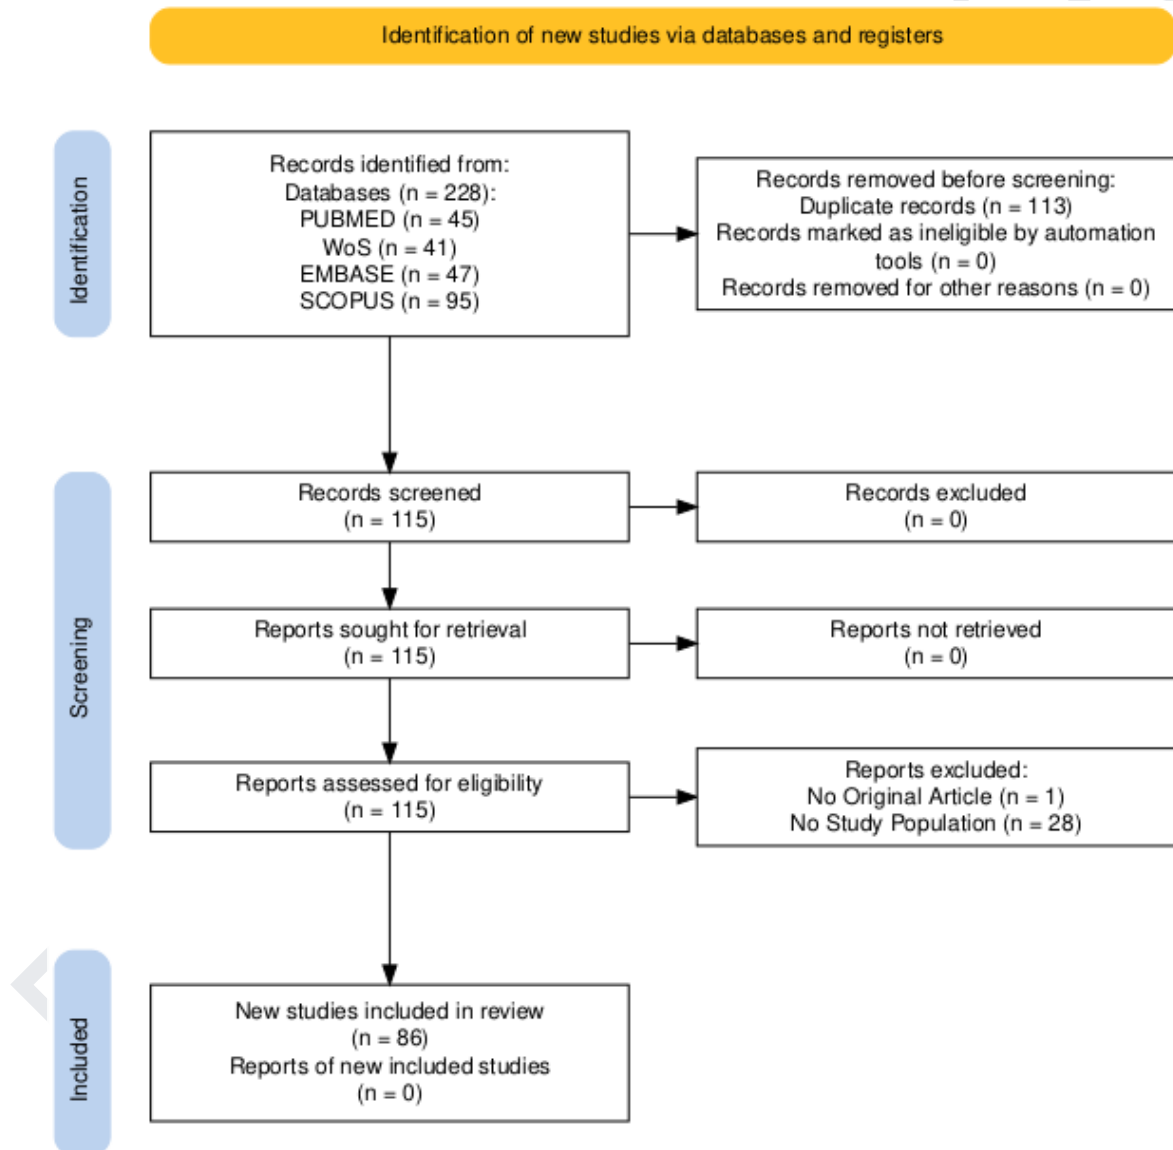 Identification of new studies via databases and registers
Identification
Records identified from:
Databases (n = 228):
PUBMED (n = 45)
WoS (n = 41)
EMBASE (n = 47)
SCOPUS (n = 95)
Records removed before screening:
Duplicate records (n = 113)
Records marked as ineligible by automation
tools (n = 0)
Records removed for other reasons (n = 0)
Screening
Records screened
(n = 115)
Records excluded
(n = 0)
Reports sought for retrieval
(n = 115)
Reports not retrieved
(n = 0)
Reports assessed for eligibility
(n = 115)
Reports excluded:
No Original Article (n = 1)
No Study Population (n = 28)
Included
New studies included in review
(n = 86)
Reports of new included studies
(n = 0)